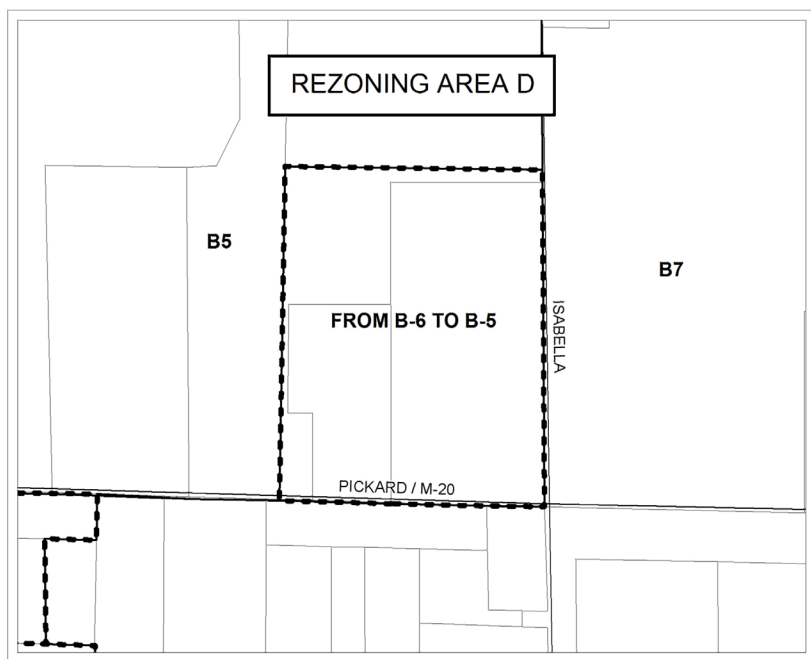 REZONING AREA D
B5
B7
FROM B-6 TO B-5
ISABELLA
PICKARD / M-20